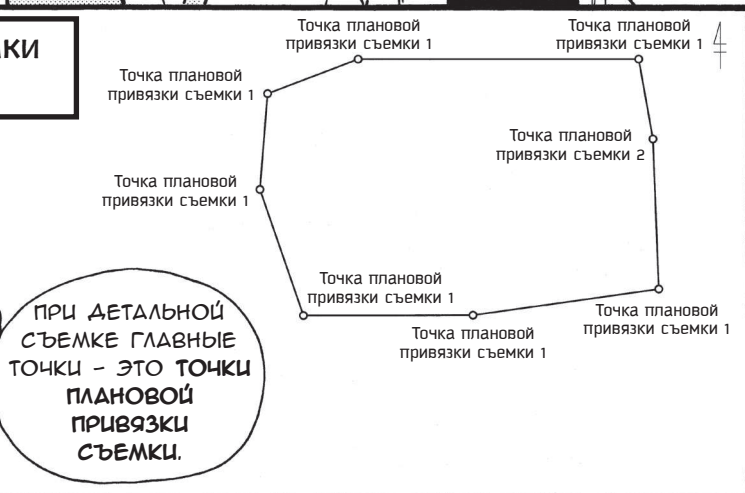 КИ
Точка плановой
привязки съемки 1
Точка плановой
привязки съемки 1
4
Точка плановой
привязки съемки 1
Точка плановой
привязки съемки 2
Точка плановой
привязки съемки 1
Точка плановой
привязки съемки 1
Точка плановой
привязки съемки 1
Точка плановой
привязки съемки 1
ПРИ ДЕТАЛЬНОЙ
СЪЕМКЕ ГЛАВНЫЕ
ТОЧКИ – ЭТО ТОЧКИ
ПЛАНОВОЙ
ПРИВЯЗКИ
СЪЕМКИ.